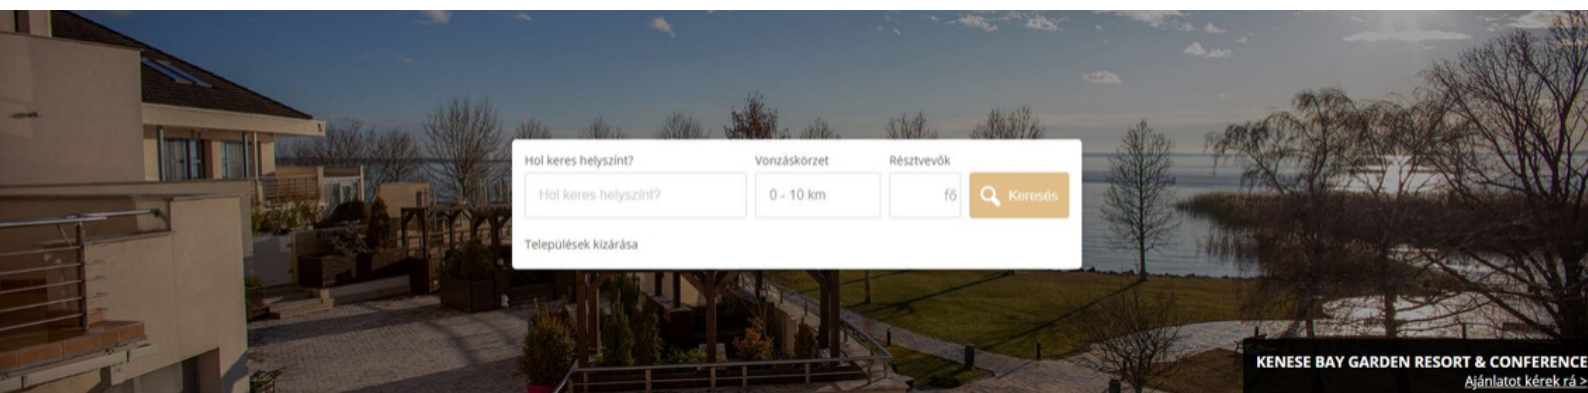 Hol keres helyszínt?
Vonzáskörzet
Résztvevők
Hol keres helyszínt?
0 - 10 km
fő
Keresés
Települések kizárása
KENESE BAY GARDEN RESORT & CONFERENCE
Ajánlatot kérek rá >